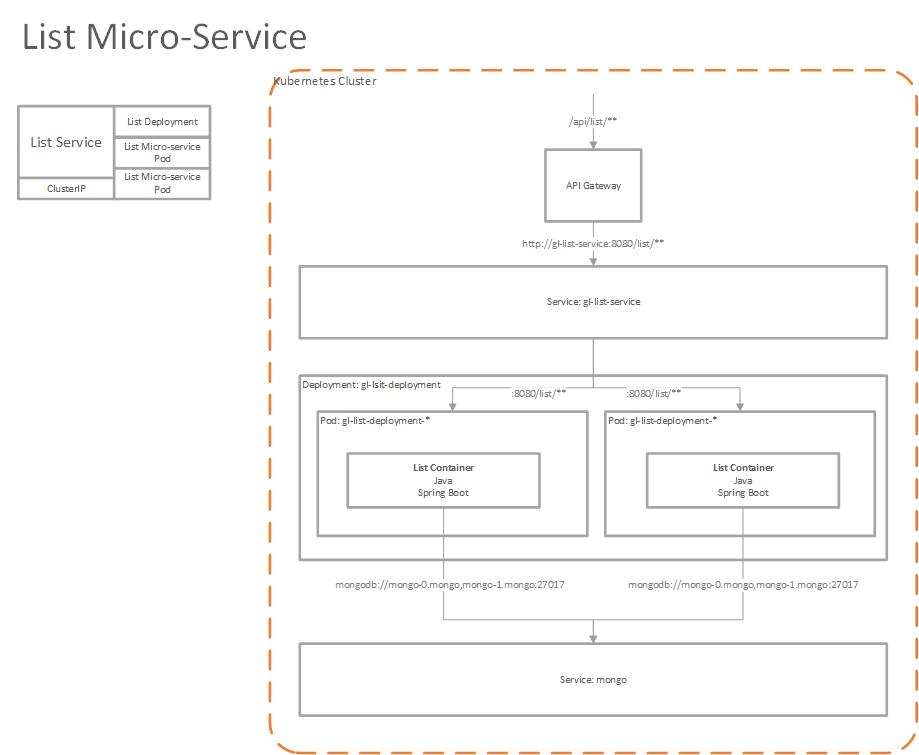 List Micro-Service
Kubernetes Cluster
List Service
ClusterIP
List Deployment
List Micro-service
Pod
List Micro-service
Pod
/api/list/**
API Gateway
http://gl-list-service:8080/list/**
Service: gl-list-service
Deployment: gl-lsit-deployment
:8080/list/**
:8080/list/**
Pod: gl-list-deployment-*
Pod: gl-list-deployment-*
List Container
Java
Spring Boot
List Container
Java
Spring Boot
mongodb://mongo-0.mongo,mongo-1.mongo:27017
mongodb://mongo-0.mongo,mongo-1.mongo:27017
Service: mongo